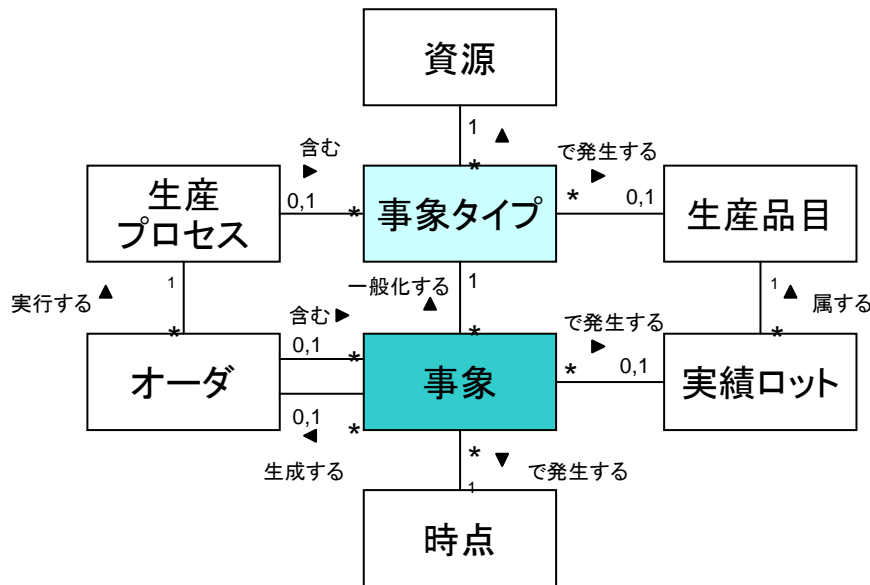 資源
1 ▲
*
含む
▶
で発生する
▶
生産
プロセス
0,1
*
事象タイプ
*
0,1
生産品目
実行する ▲
1
*
一般化する
▲
1
*
1
▲ 属する
*
含む ▶
0,1
*
で発生する
▶
オーダ
事象
*
0,1
実績ロット
0,1
◀
*
生成する
*
▼ で発生する
1
時点